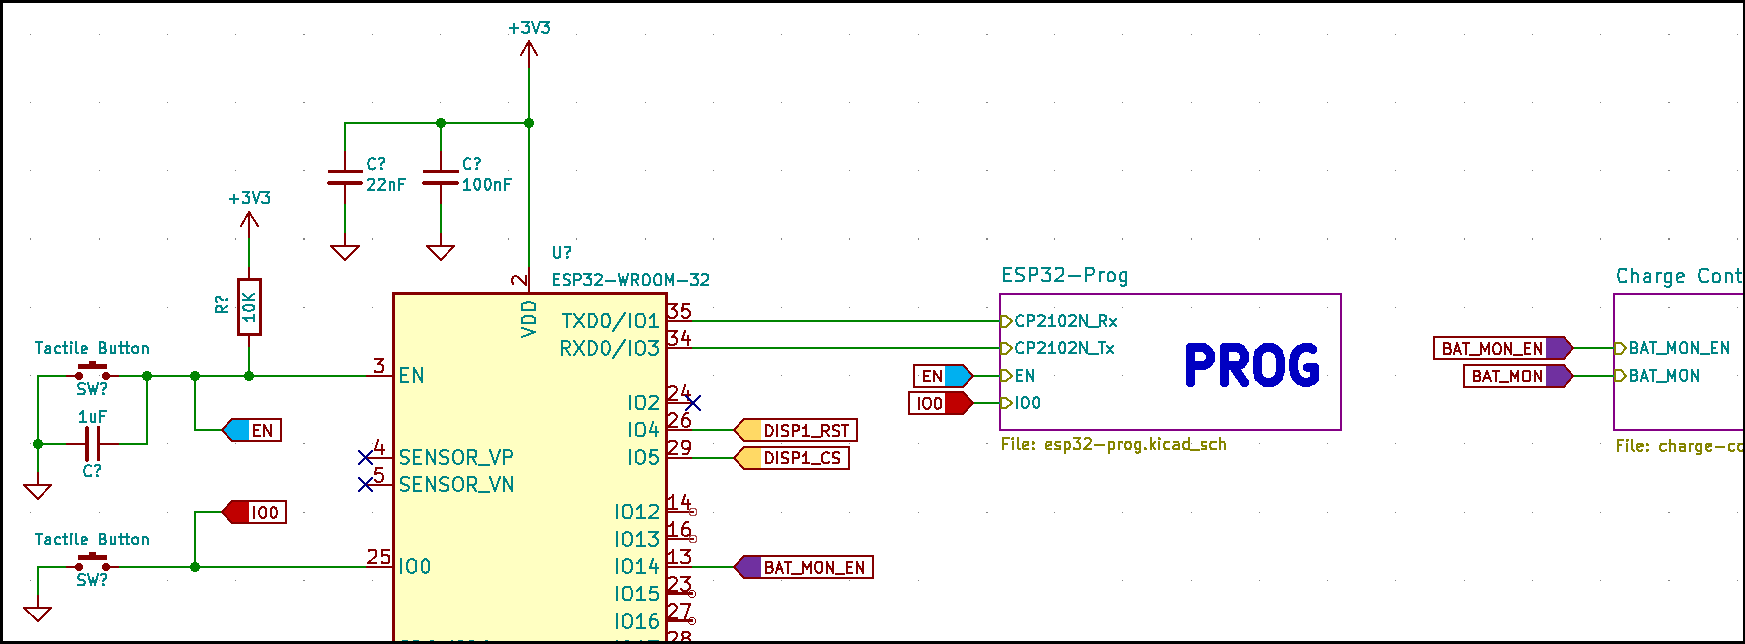 +3V3
C?
22nF
C?
100nF
+3V3
R?
10K
U?
ESP32-WROOM-32
2
VDD
TXD0/IO1
35
RXD0/IO3
34
3
EN
IO2
24
IO4
26
DISP1_RST
IO5
29
DISP1_CS
4
SENSOR_VP
5
SENSOR_VN
IO12
14
IO13
16
25
IO0
IO14
13
BAT_MON_EN
IO15
23
IO16
27
28
Tactile Button
SW?
1uF
C?
EN
IO0
Tactile Button
SW?
ESP32-Prog
CP2102N_Rx
CP2102N_Tx
EN
EN
IO0
IO0
PROG
File: esp32-prog.kicad_sch
Charge Cont
BAT_MON_EN
BAT_MON_EN
BAT_MON
BAT_MON
File: charge-co